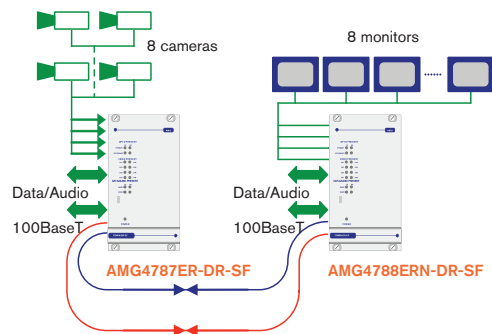 8 cameras
8 monitors
Data/Audio
100BaseT
Data/Audio
100BaseT
AMG4787ER-DR-SF
AMG4788ERN-DR-SF